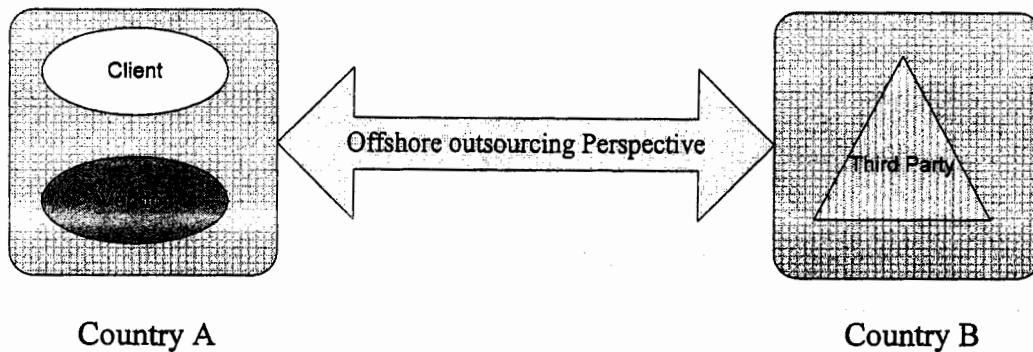 Client
Offshore outsourcing Perspective
Third Party
Country A
Country B